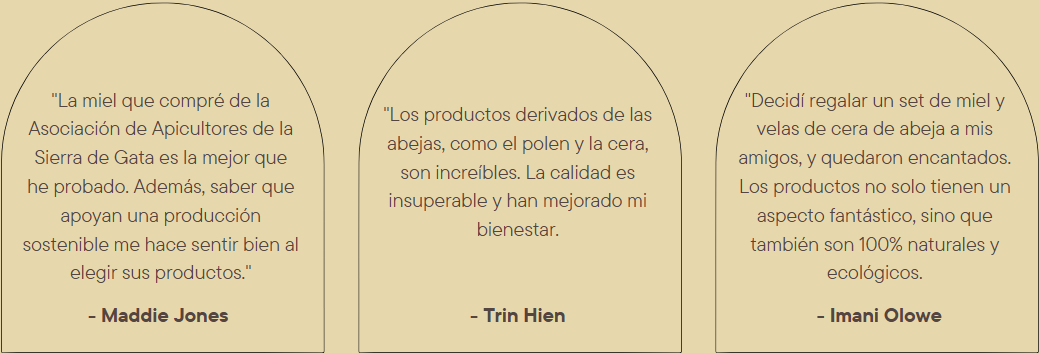 "La miel que compré de la
Asociación de Apicultores de la
Sierra de Gata es la mejor que
he probado. Además, saber que
apoyan una producción
sostenible me hace sentir bien al
elegir sus productos."
- Maddie Jones
"Los productos derivados de las
abejas, como el polen y la cera,
son increíbles. La calidad es
insuperable y han mejorado mi
bienestar.
- Trin Hien
"Decidí regalar un set de miel y
velas de cera de abeja a mis
amigos, y quedaron encantados.
Los productos no solo tienen un
aspecto fantástico, sino que
también son 100% naturales y
ecológicos.
- Imani Olowe